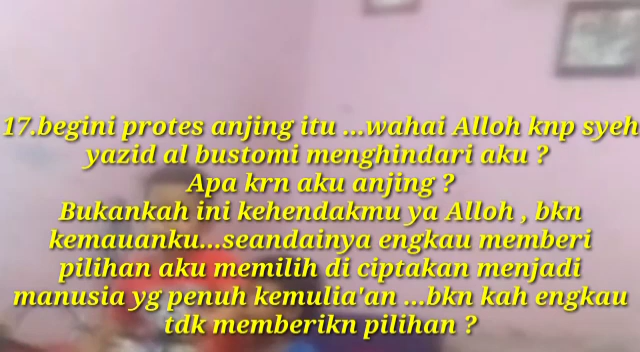 17.begini protes anjing itu ...wahai Alloh knp syeh
yazid al bustomi menghindari aku ?
Apa krn aku anjing ?
Bukankah ini kehendakmu ya Alloh , bkn
kemauanku...seandainya engkau memberi
pilihan aku memilih di ciptakan menjadi
manusia yg penuh kemulia'an ...bkn kah engkau
tdk memberikn pilihan ?